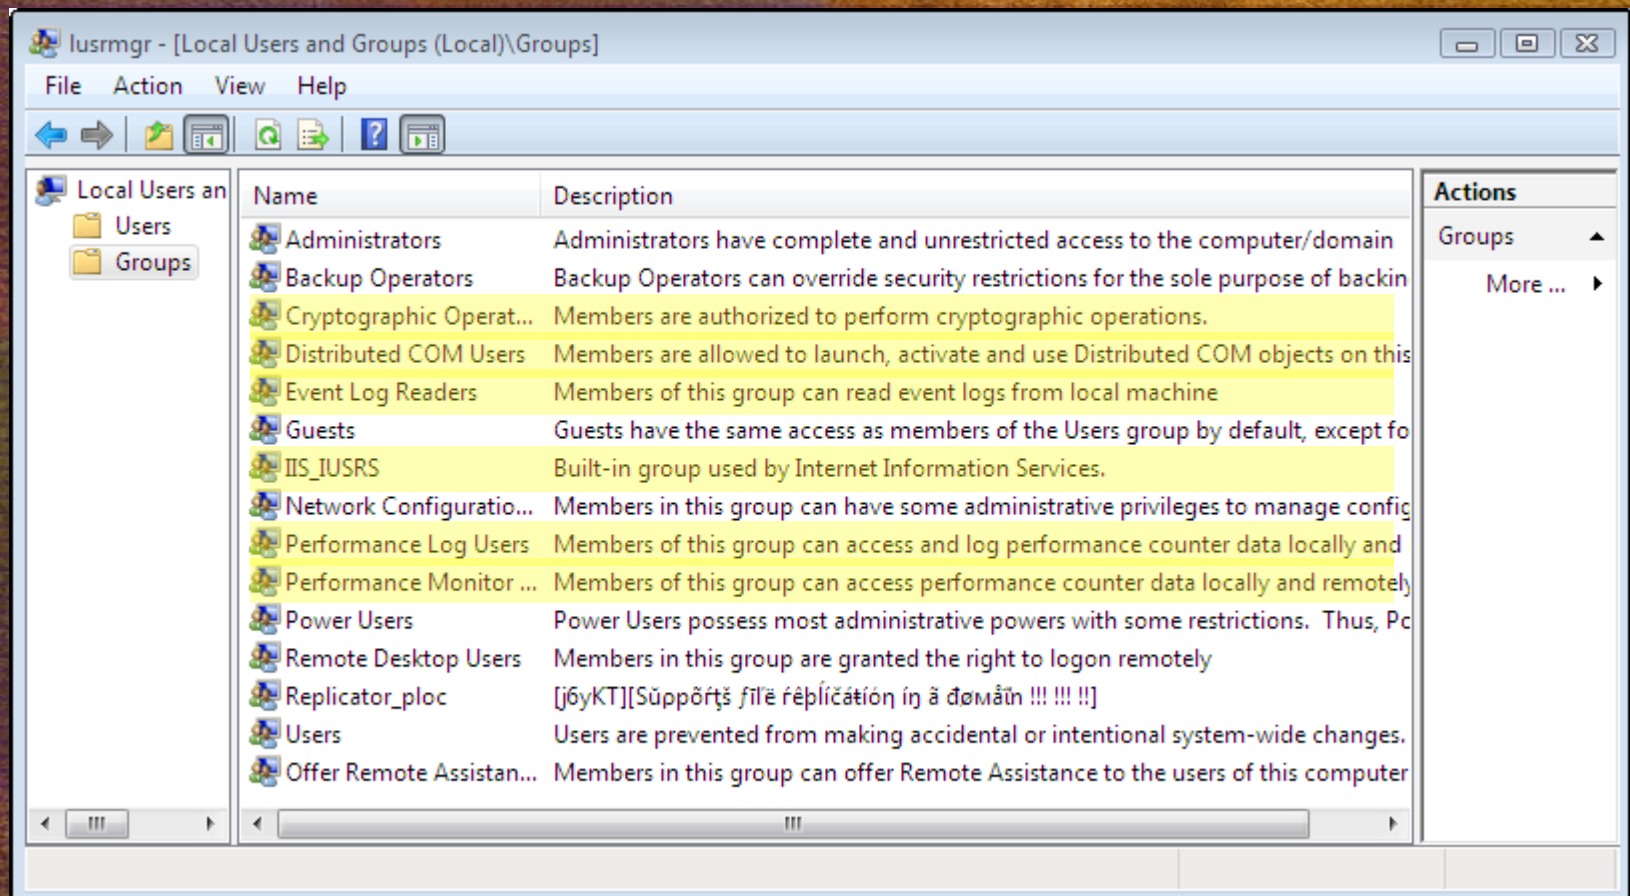 lusrmgr - [Local Users and Groups (Local)\Groups]
File Action View Help
Local Users an
Users
Groups
Name Description
Administrators Administrators have complete and unrestricted access to the computer/domain
Backup Operators Backup Operators can override security restrictions for the sole purpose of backin
Cryptographic Operat... Members are authorized to perform cryptographic operations.
Distributed COM Users Members are allowed to launch, activate and use Distributed COM objects on this
Event Log Readers Members of this group can read event logs from local machine
Guests Guests have the same access as members of the Users group by default, except fo
IIS_IUSRS Built-in group used by Internet Information Services.
Network Configuratio... Members in this group can have some administrative privileges to manage config
Performance Log Users Members of this group can access and log performance counter data locally and
Performance Monitor ... Members of this group can access performance counter data locally and remotely
Power Users Power Users possess most administrative powers with some restrictions. Thus, Po
Remote Desktop Users Members in this group are granted the right to logon remotely
Replicator_ploc [j6yKT][Sŭρpõŕţš ƒīľë ŕêþĺíčáŧíóη íŋ ã đøмåĩn !!! !!! !!]
Users Users are prevented from making accidental or intentional system-wide changes.
Offer Remote Assistan... Members in this group can offer Remote Assistance to the users of this computer
Actions
Groups
More ...